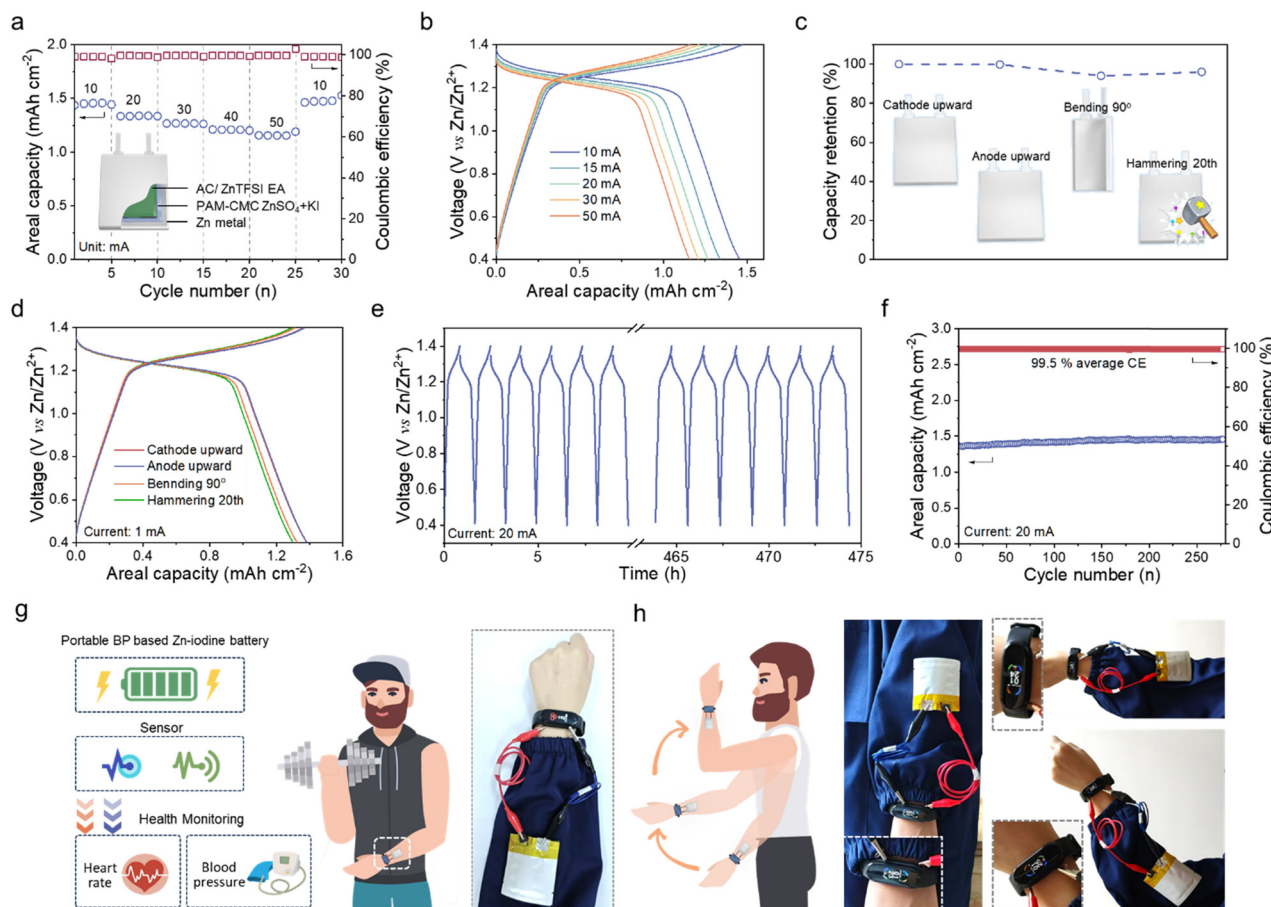 a
2.0
1.5
1.0
0.5
0.0
Areal capacity (mAh cm-2)
10
20
30
40
50
10
AC/ ZnTFSI EA
PAM-CMC ZnSO4+KI
Zn metal
Unit: mA
5 10 15 20 25 30
Cycle number (n)
100
80
60
40
20
0
Coulombic efficiency (%)
b
1.4
1.2
1.0
0.8
0.6
0.4
Voltage (V vs Zn/Zn2+)
10 mA
15 mA
20 mA
30 mA
50 mA
0.0 0.5 1.0 1.5
Areal capacity (mAh cm-2)
c
100
80
60
40
20
0
Capacity retention (%)
Cathode upward
Anode upward
Bending 90o
Hammering 20th
d
1.4
1.2
1.0
0.8
0.6
0.4
Voltage (V vs Zn/Zn2+)
Cathode upward
Anode upward
Bennding 90o
Hammering 20th
Current: 1 mA
0.0 0.4 0.8 1.2 1.6
Areal capacity (mAh cm-2)
e
1.4
1.2
1.0
0.8
0.6
0.4
Voltage (V vs Zn/Zn2+)
Current: 20 mA
0 5 465 470 475
Time (h)
f
3.0
2.5
2.0
1.5
1.0
0.5
0.0
Areal capacity (mAh cm-2)
99.5 % average CE
Current: 20 mA
0 50 100 150 200 250
Cycle number (n)
100
80
60
40
20
0
Coulombic efficiency (%)
g
Portable BP based Zn-iodine battery
Sensor
Health Monitoring
Heart
rate
Blood
pressure
h